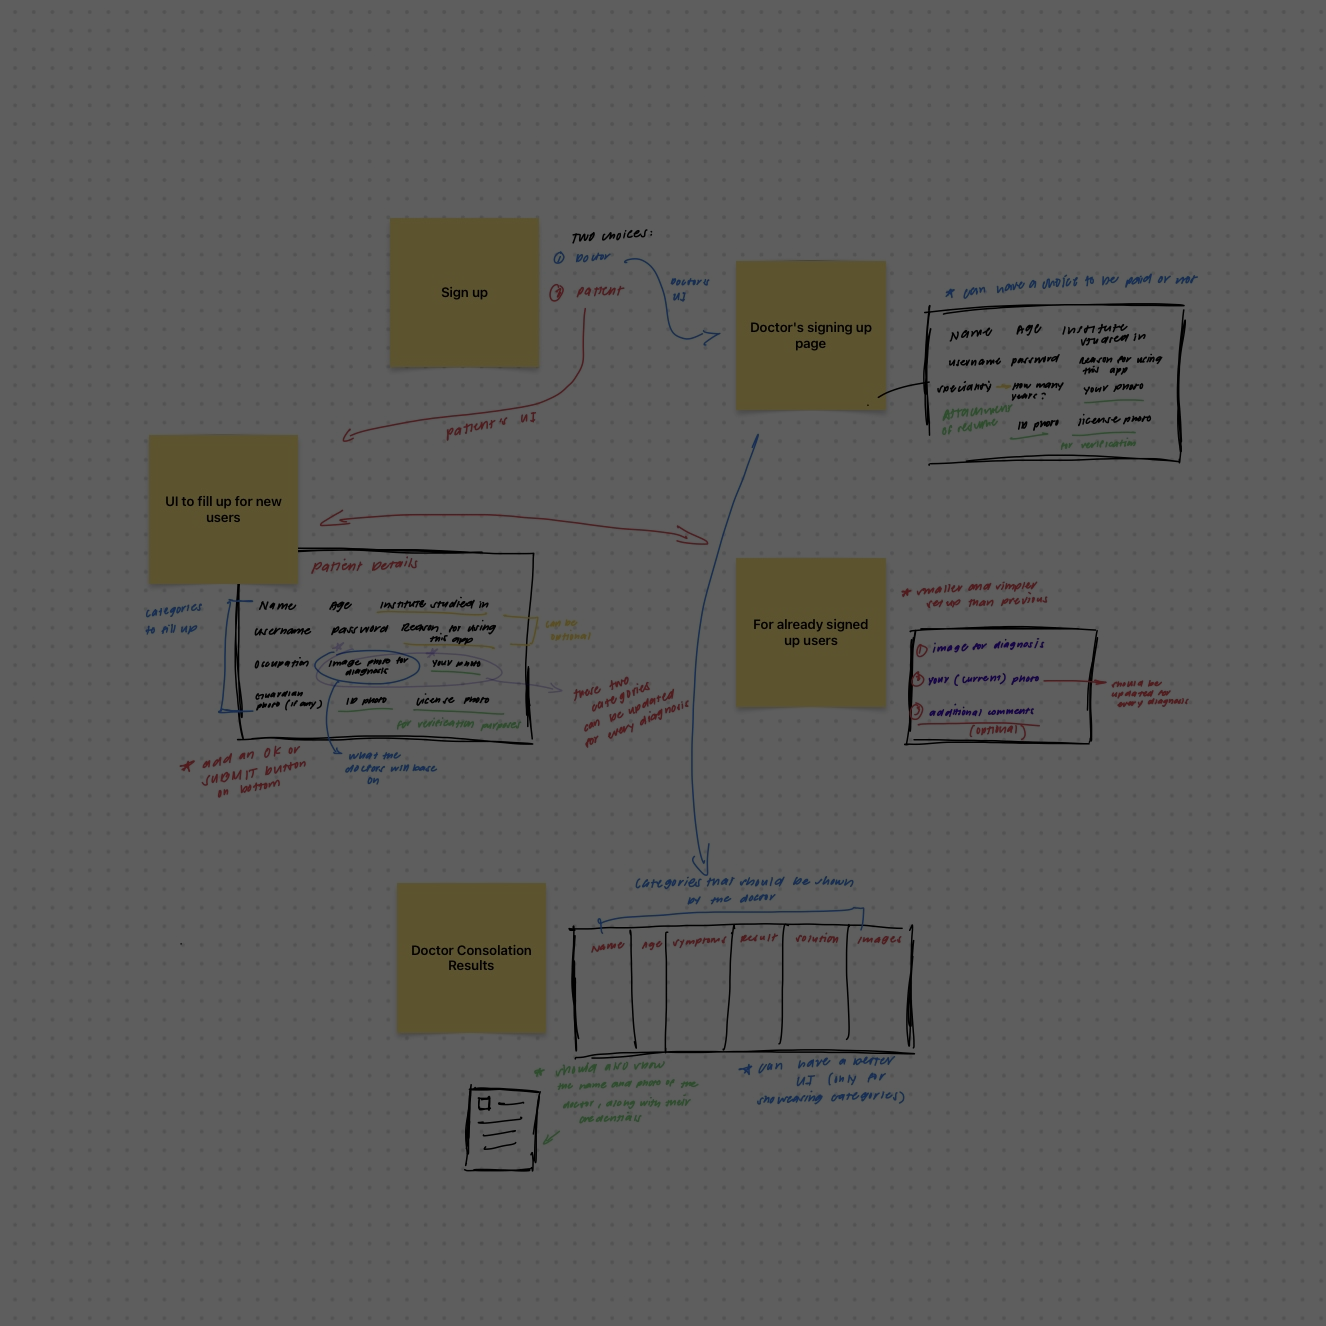 Sign up
TWO choices:
① Doctor
② patient
Doctor's
UI
patient's UI
Doctor's signing up
page
* can have a choice to be paid or not
Name Age Institute
studied in
username password Reason for using
this app
specialty How many
years?
your photo
Attachment
of resume
ID photo license photo
for verification
UI to fill up for new
users
patient Details
categories
to fill up
Name Age Institute studied in
username password Reason for using
this app
can be
optional
Occupation image photo for
diagnosis
your photo
Guardian
photo (if any)
ID photo license photo
for verification purposes
* add an OK or
SUBMIT button
on bottom
what the
doctors will base
on
these two
categories
can be updated
for every diagnosis
For already signed
up users
* smaller and simpler
setup than previous
① image for diagnosis
② your (current) photo
③ additional comments
(optional)
should be
updated for
every diagnosis
Doctor Consolation
Results
categories that should be shown
by the doctor
Name Age symptoms Result solution images
* should also show
the name and photo of the
doctor, along with their
credentials
* can have a better
UI (only for
showcasing categories)